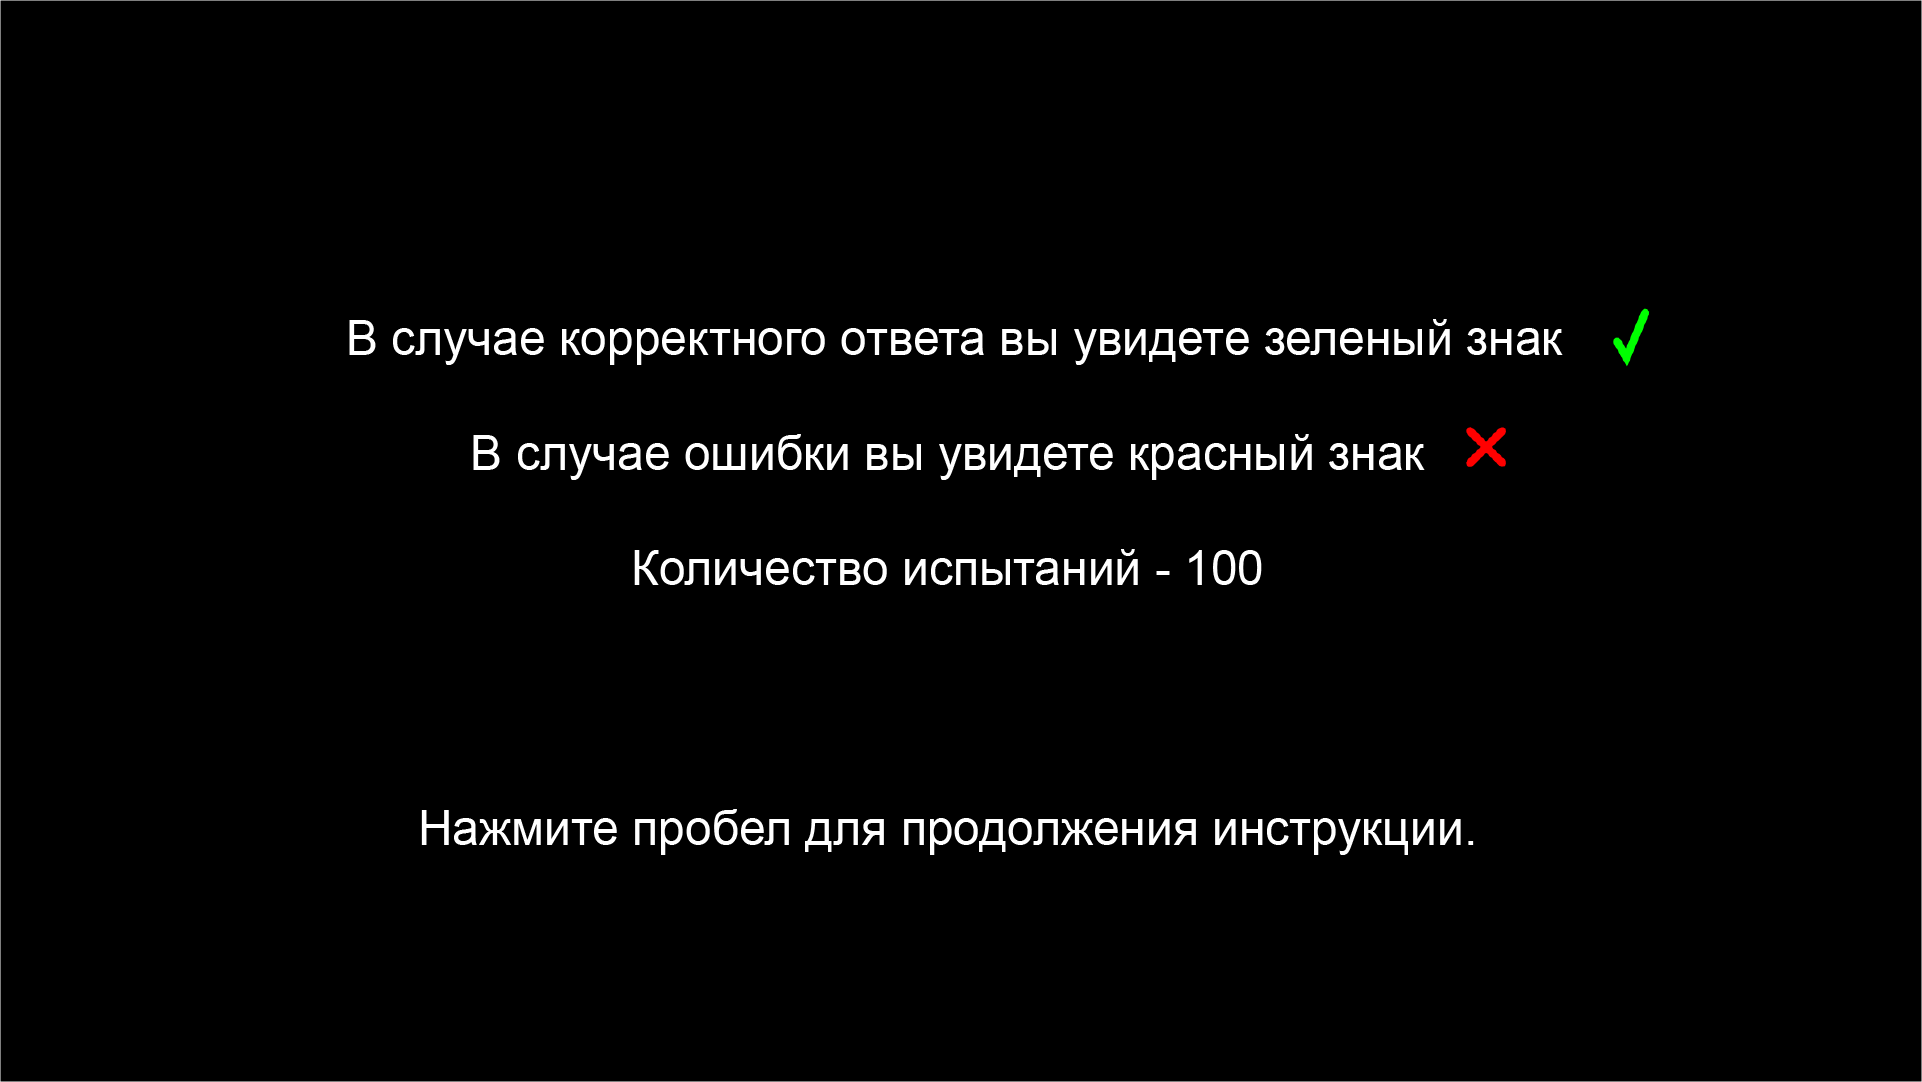 В случае корректного ответа вы увидете зеленый знак
В случае ошибки вы увидете красный знак
Количество испытаний - 100
Нажмите пробел для продолжения инструкции.